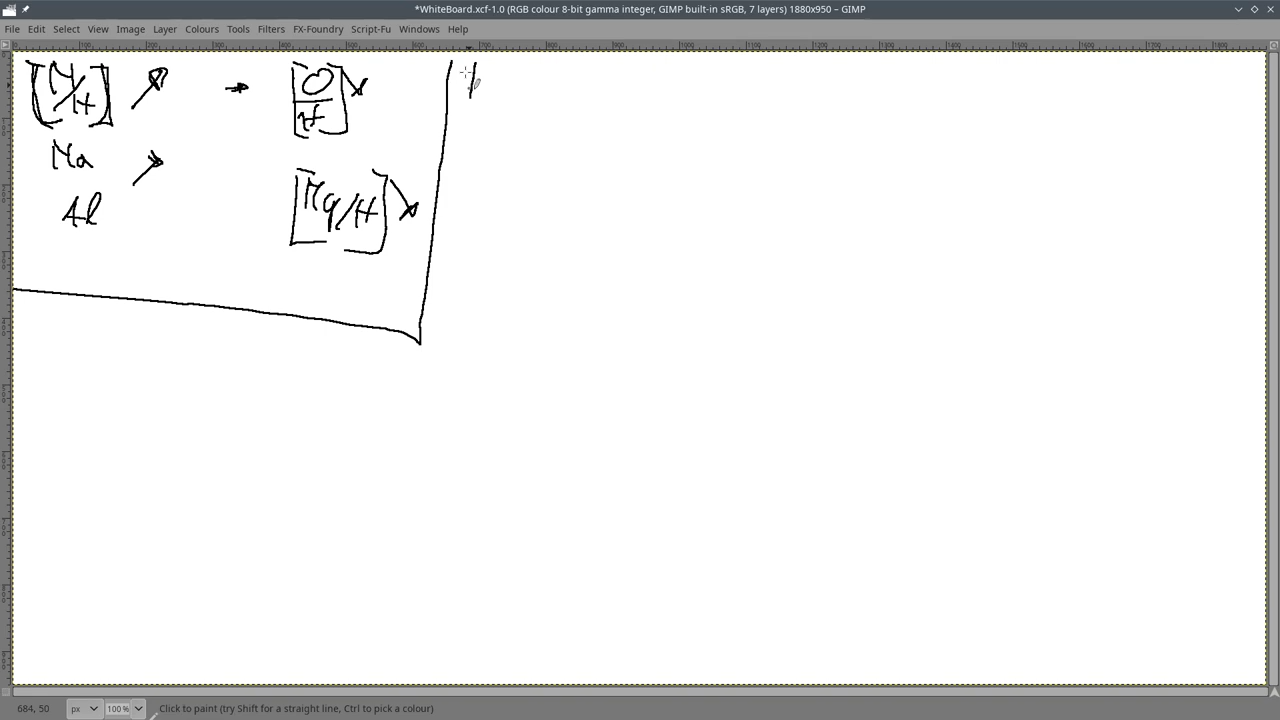 *WhiteBoard.xcf-1.0 (RGB colour 8-bit gamma integer, GIMP built-in sRGB, 7 layers) 1880x950 – GIMP
File Edit Select View Image Layer Colours Tools Filters FX-Foundry Script-Fu Windows Help
[M/H] ↗ → [O/H] ↘
Na ↗
Al [Mg/H] ↘
684, 50 px 100% Click to paint (try Shift for a straight line, Ctrl to pick a colour)